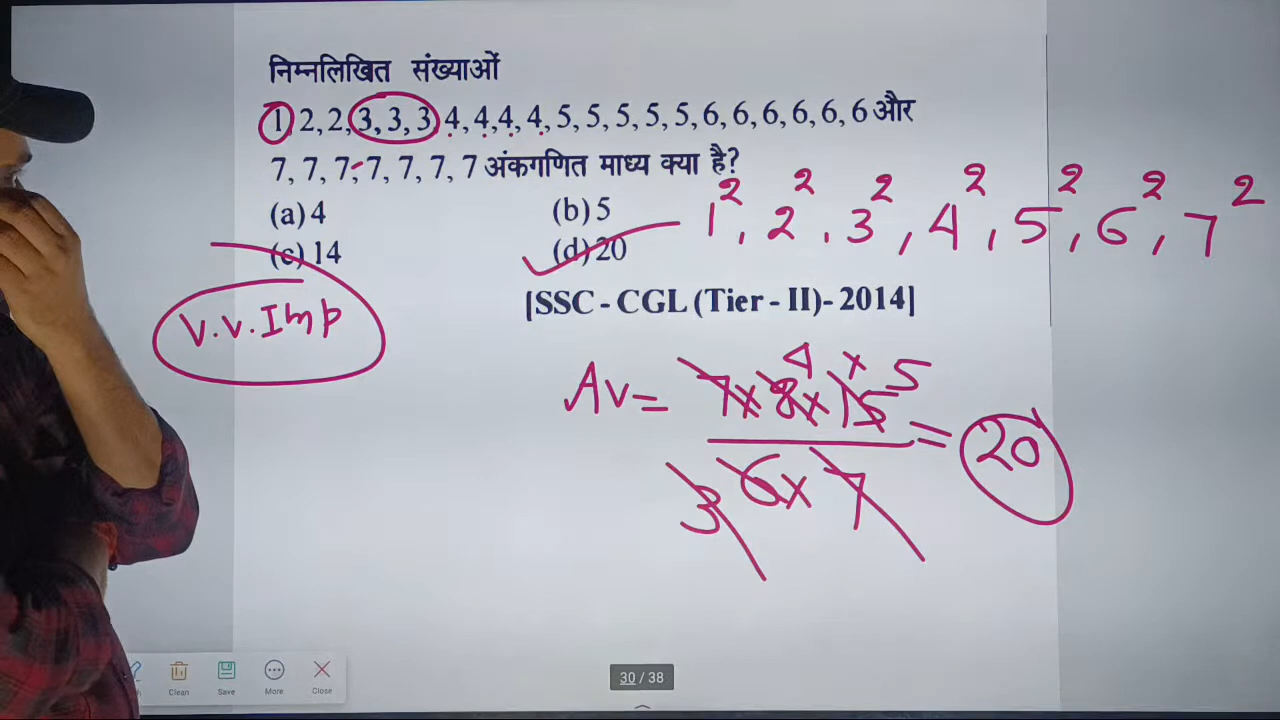 निम्नलिखित संख्याओं
1, 2, 2, 3, 3, 3, 4, 4, 4, 4, 5, 5, 5, 5, 5, 6, 6, 6, 6, 6, 6 और
7, 7, 7, 7, 7, 7, 7 अंकगणित माध्य क्या है?
(a) 4 (b) 5
(c) 14 (d) 20
1², 2², 3², 4², 5², 6², 7²
[SSC - CGL (Tier - II)- 2014]
V.V. Imp
4 × 5
Av = 7 × 8 × 15 = 20
6 × 7
3
Clean Save More Close
30 / 38